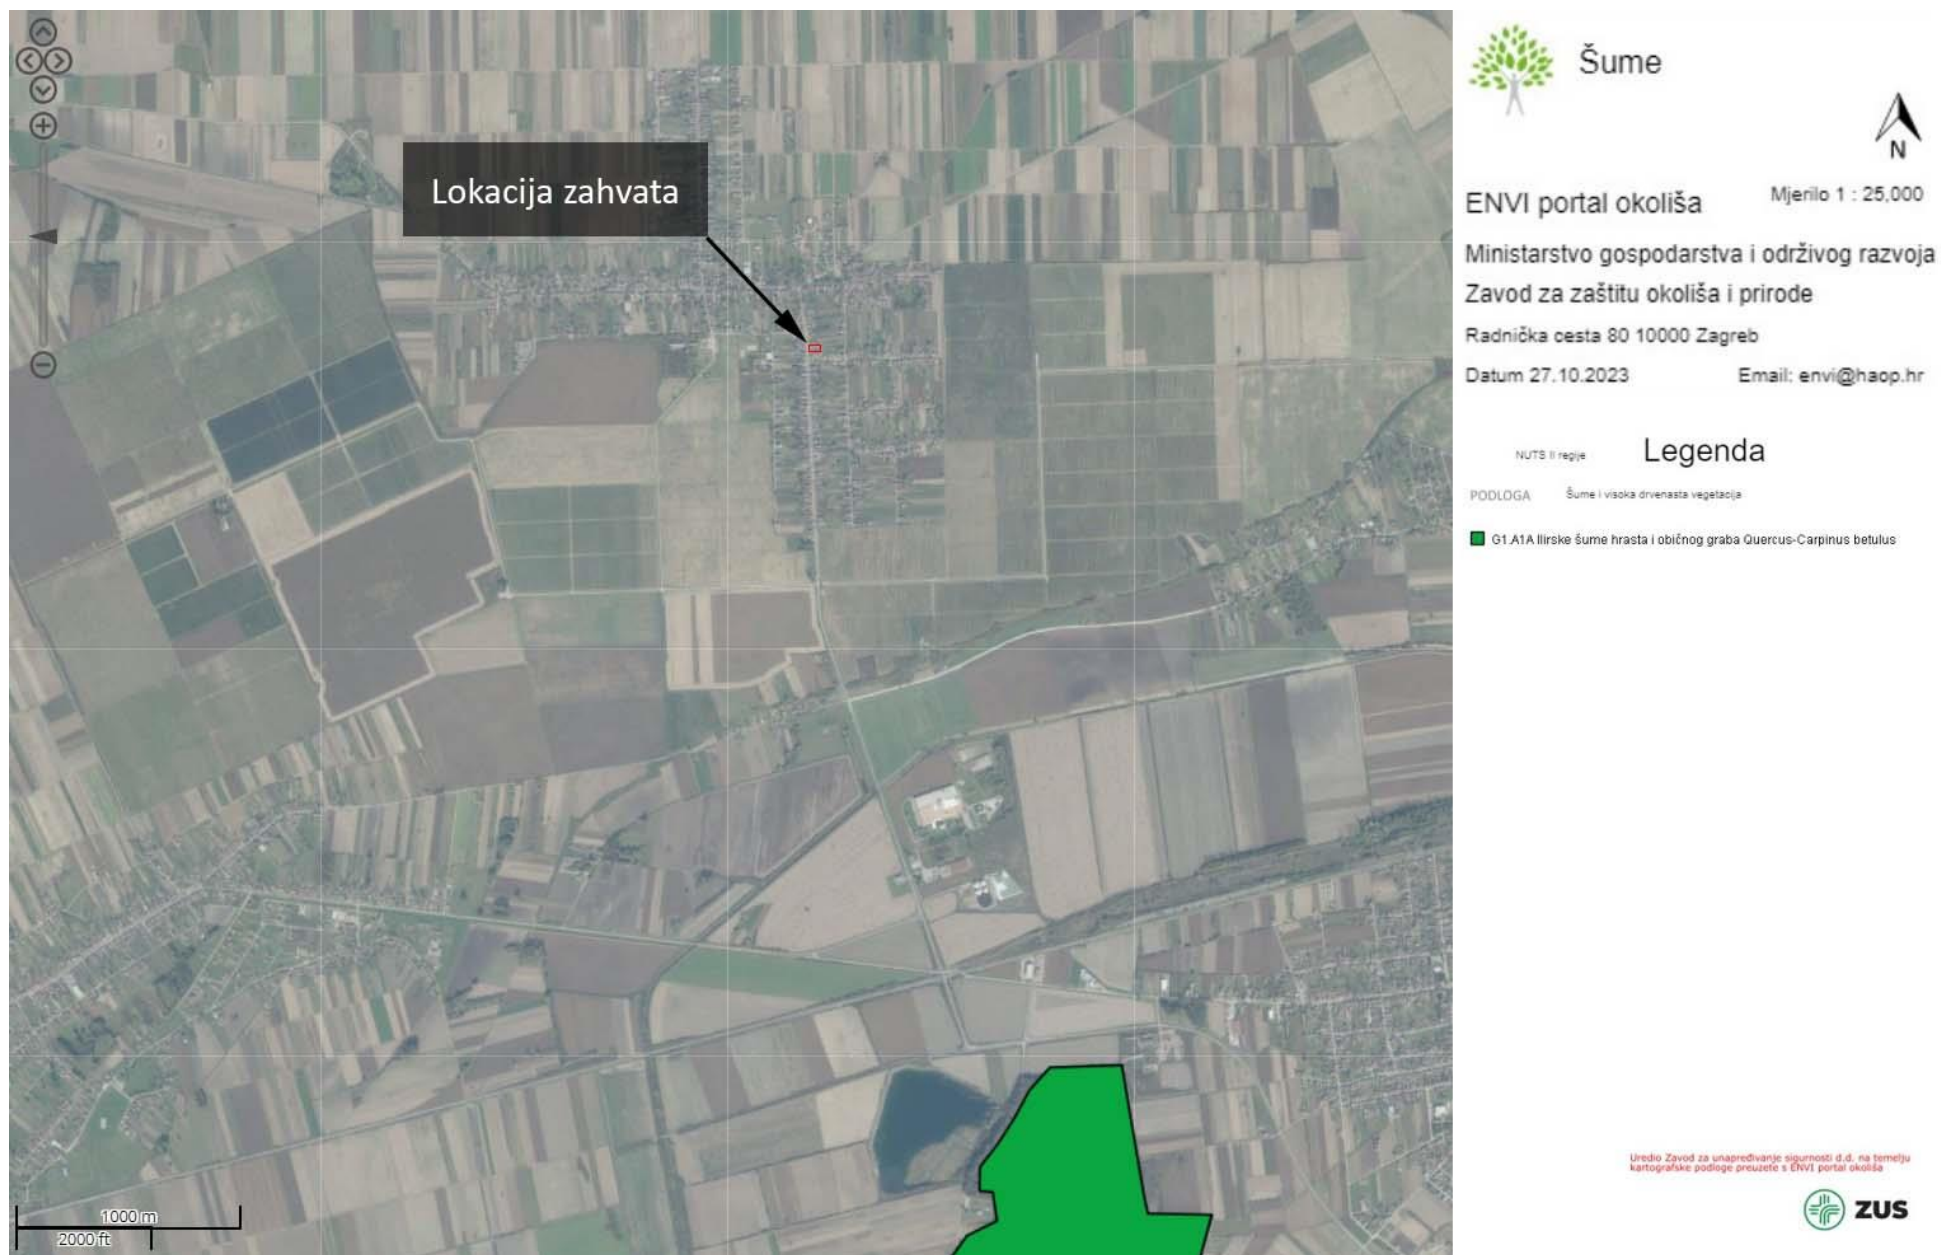 Lokacija zahvata
1000 m
2000 ft
Šume
N
ENVI portal okoliša
Mjerilo 1 : 25,000
Ministarstvo gospodarstva i održivog razvoja
Zavod za zaštitu okoliša i prirode
Radnička cesta 80 10000 Zagreb
Datum 27.10.2023
Email: envi@haop.hr
NUTS II regije
Legenda
PODLOGA
Šume i visoka drvenasta vegetacija
G1.A1A Ilirske šume hrasta i običnog graba Quercus-Carpinus betulus
Uredio Zavod za unapređivanje sigurnosti d.d. na temelju
kartografske podloge preuzete s ENVI portal okoliša
ZUS